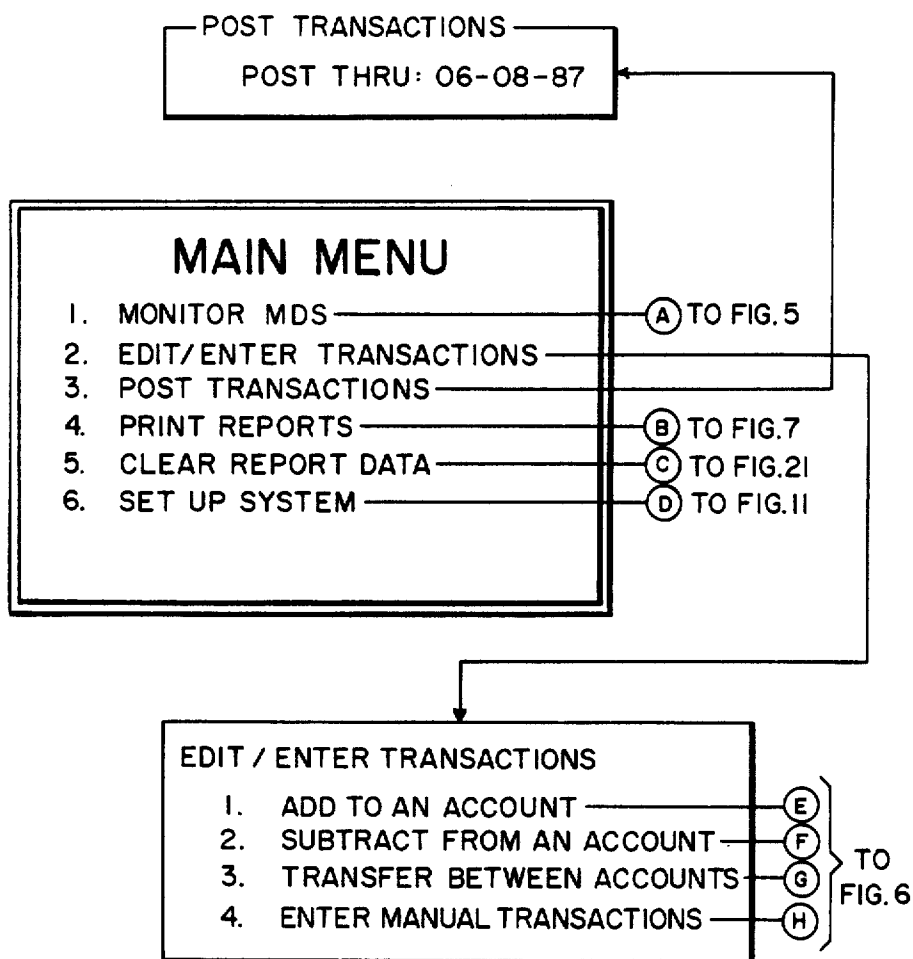 POST TRANSACTIONS
POST THRU: 06-08-87
MAIN MENU
1. MONITOR MDS A TO FIG. 5
2. EDIT/ENTER TRANSACTIONS
3. POST TRANSACTIONS
4. PRINT REPORTS B TO FIG.7
5. CLEAR REPORT DATA C TO FIG.21
6. SET UP SYSTEM D TO FIG.11
EDIT / ENTER TRANSACTIONS
1. ADD TO AN ACCOUNT E
2. SUBTRACT FROM AN ACCOUNT F
3. TRANSFER BETWEEN ACCOUNTS G
4. ENTER MANUAL TRANSACTIONS H
TO
FIG. 6